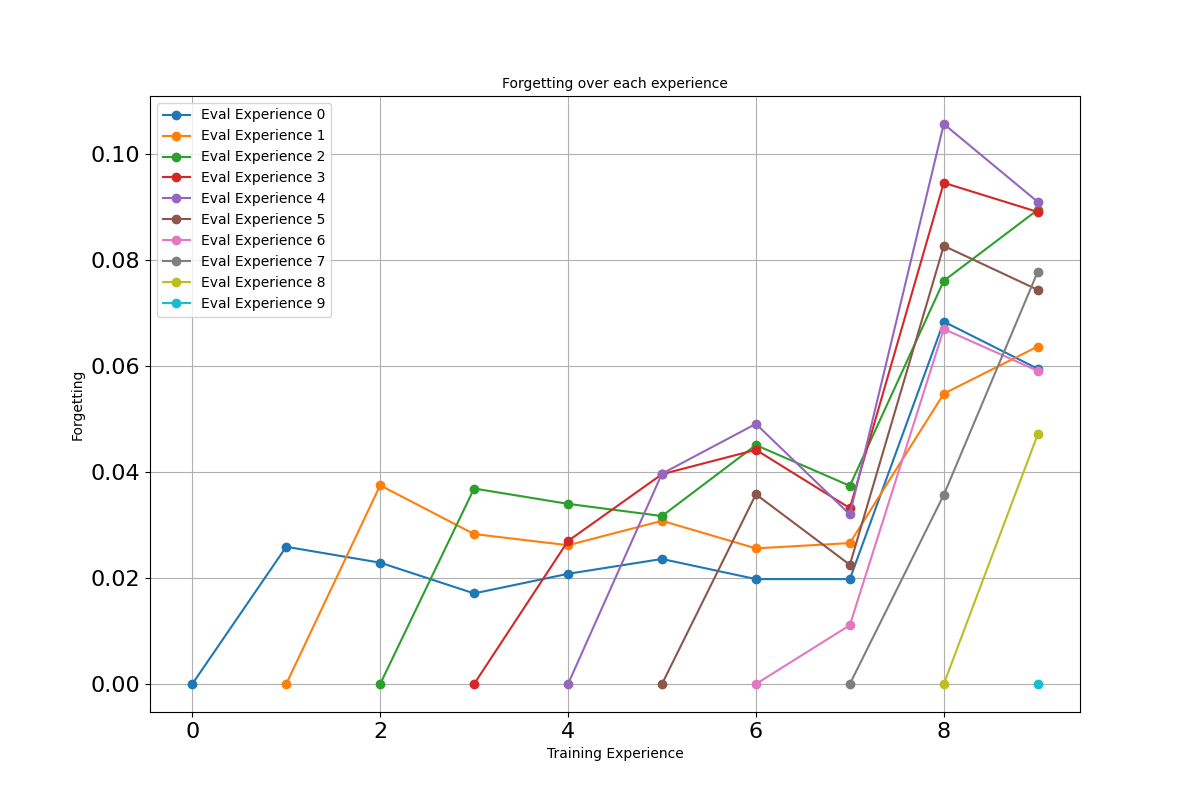 Forgetting over each experience
Eval Experience 0
Eval Experience 1
Eval Experience 2
Eval Experience 3
Eval Experience 4
Eval Experience 5
Eval Experience 6
Eval Experience 7
Eval Experience 8
Eval Experience 9
0.10
0.08
0.06
0.04
0.02
0.00
Forgetting
0 2 4 6 8
Training Experience